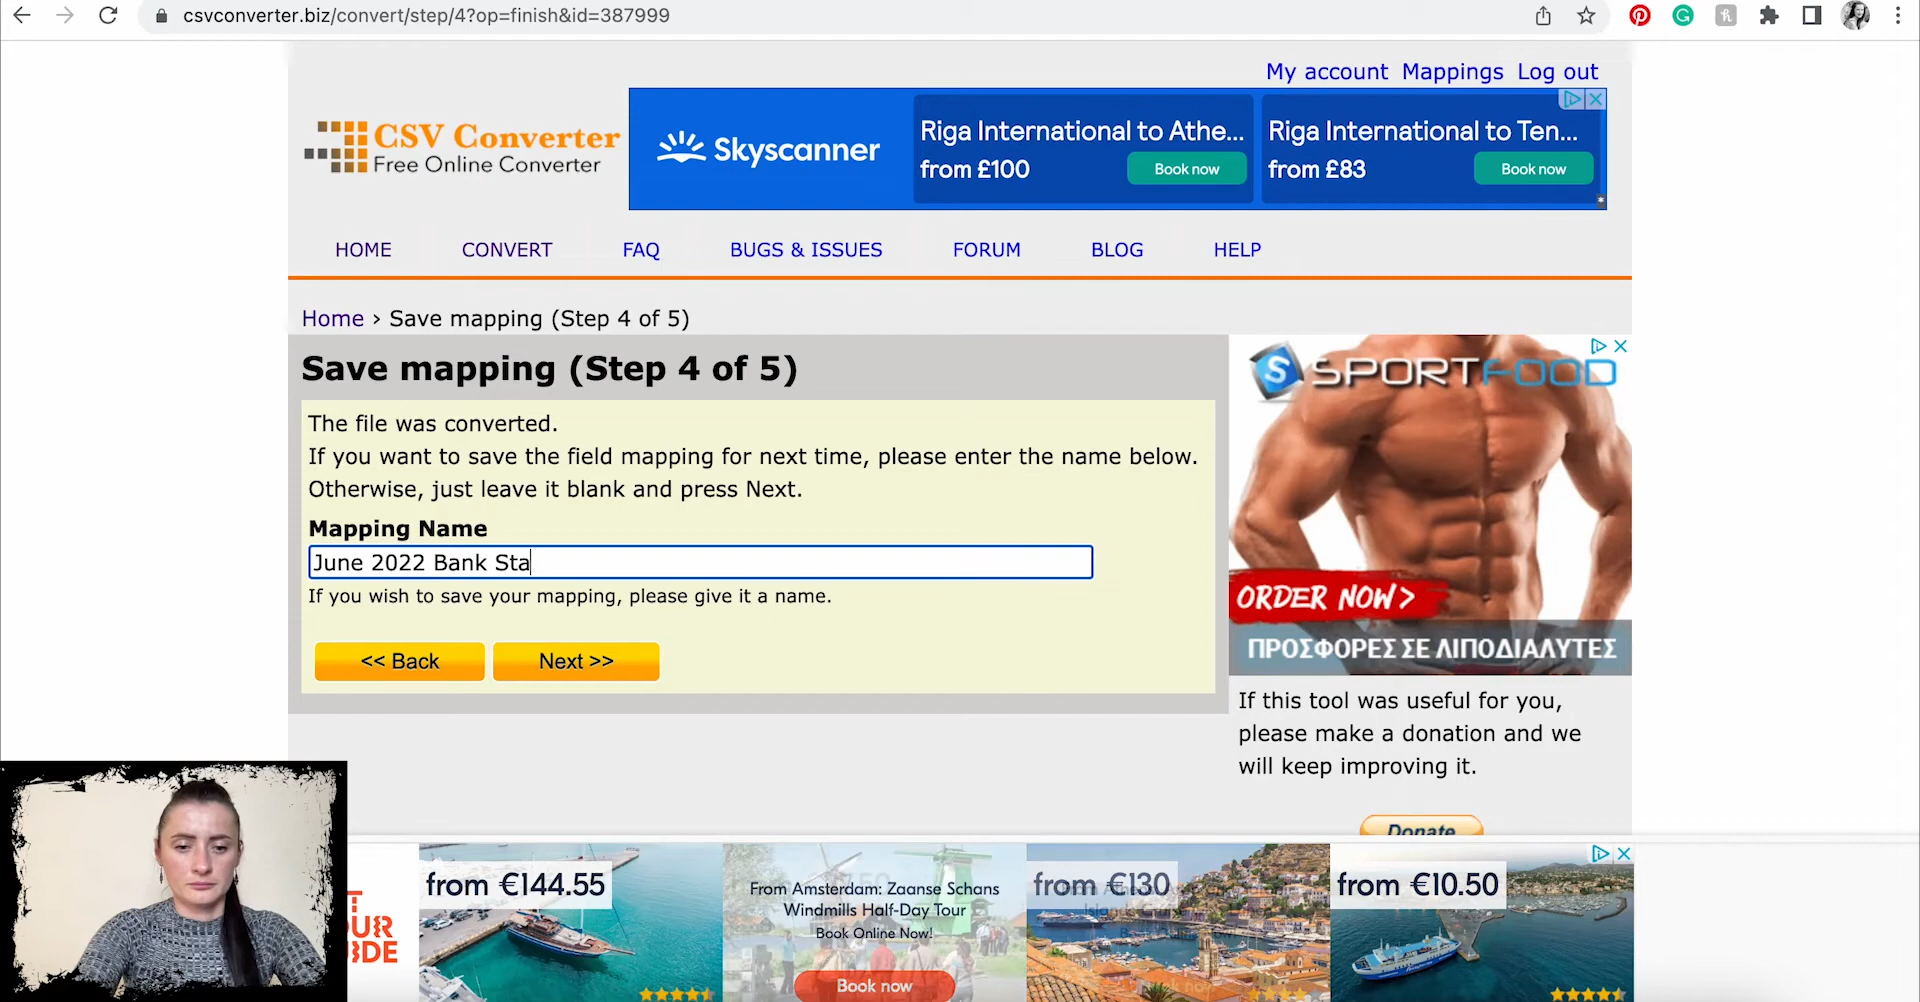 csvconverter.biz/convert/step/4?op=finish&id=387999
My account Mappings Log out
CSV Converter
Free Online Converter
Skyscanner
Riga International to Athe...
from £100
Book now
Riga International to Ten...
from £83
Book now
HOME CONVERT FAQ BUGS & ISSUES FORUM BLOG HELP
Home › Save mapping (Step 4 of 5)
Save mapping (Step 4 of 5)
The file was converted.
If you want to save the field mapping for next time, please enter the name below.
Otherwise, just leave it blank and press Next.
Mapping Name
June 2022 Bank Sta
If you wish to save your mapping, please give it a name.
<< Back Next >>
SPORTFOOD
ORDER NOW>
ΠΡΟΣΦΟΡΕΣ ΣΕ ΛΙΠΟΔΙΑΛΥΤΕΣ
If this tool was useful for you,
please make a donation and we
will keep improving it.
Donate
from €144.55
From Amsterdam: Zaanse Schans
Windmills Half-Day Tour
Book Online Now!
Book now
from €130
from €10.50